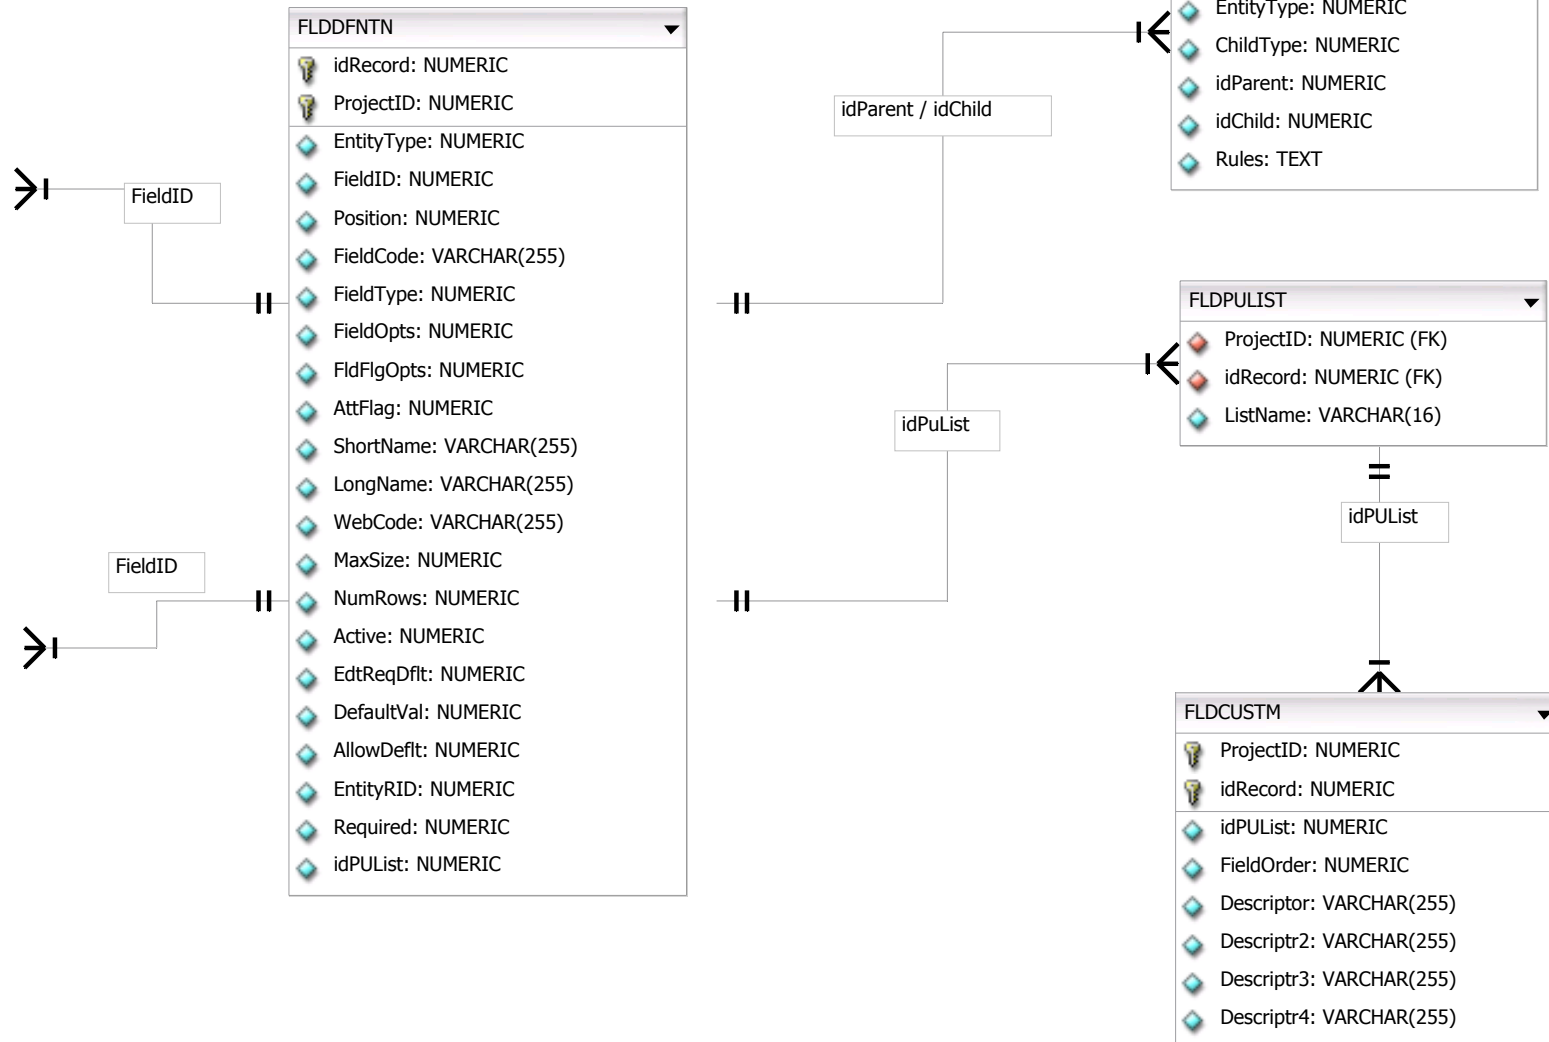 FLDDFNTN
idRecord: NUMERIC
ProjectID: NUMERIC
EntityType: NUMERIC
FieldID: NUMERIC
Position: NUMERIC
FieldCode: VARCHAR(255)
FieldType: NUMERIC
FieldOpts: NUMERIC
FldFlgOpts: NUMERIC
AttFlag: NUMERIC
ShortName: VARCHAR(255)
LongName: VARCHAR(255)
WebCode: VARCHAR(255)
MaxSize: NUMERIC
NumRows: NUMERIC
Active: NUMERIC
EdtReqDflt: NUMERIC
DefaultVal: NUMERIC
AllowDeflt: NUMERIC
EntityRID: NUMERIC
Required: NUMERIC
idPUList: NUMERIC
FieldID
FieldID
idParent / idChild
idPuList
EntityType: NUMERIC
ChildType: NUMERIC
idParent: NUMERIC
idChild: NUMERIC
Rules: TEXT
FLDPULIST
ProjectID: NUMERIC (FK)
idRecord: NUMERIC (FK)
ListName: VARCHAR(16)
idPUList
FLDCUSTM
ProjectID: NUMERIC
idRecord: NUMERIC
idPUList: NUMERIC
FieldOrder: NUMERIC
Descriptor: VARCHAR(255)
Descriptr2: VARCHAR(255)
Descriptr3: VARCHAR(255)
Descriptr4: VARCHAR(255)